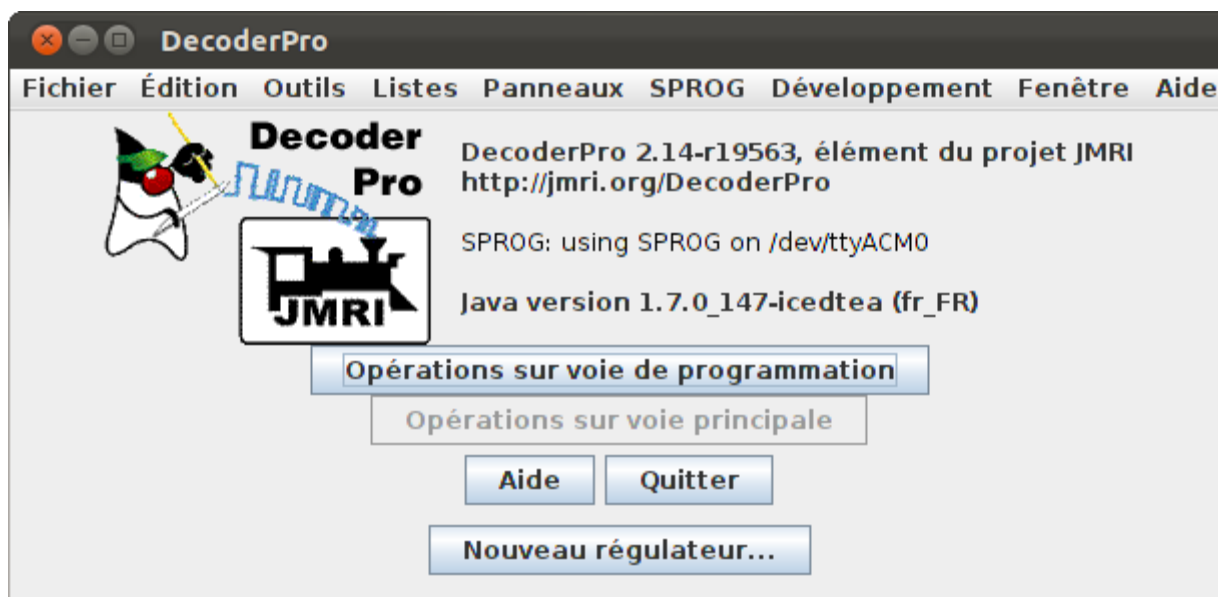 DecoderPro
Fichier Édition Outils Listes Panneaux SPROG Développement Fenêtre Aide
Decoder
Pro
JMRI
DecoderPro 2.14-r19563, élément du projet JMRI
http://jmri.org/DecoderPro
SPROG: using SPROG on /dev/ttyACM0
Java version 1.7.0_147-icedtea (fr_FR)
Opérations sur voie de programmation
Opérations sur voie principale
Aide Quitter
Nouveau régulateur...